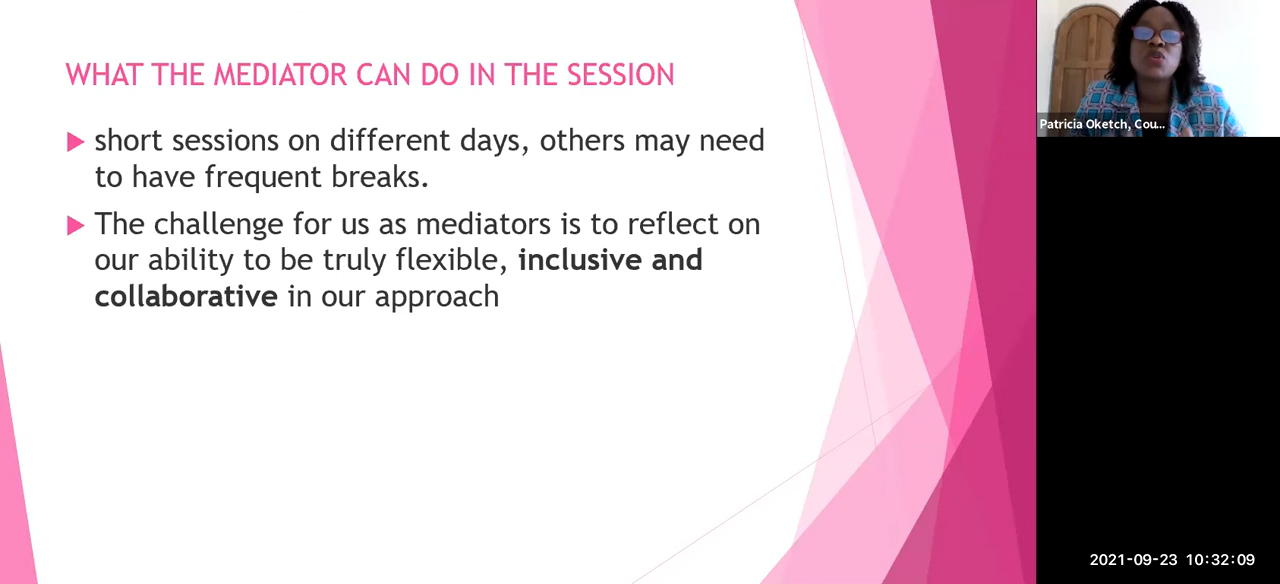 WHAT THE MEDIATOR CAN DO IN THE SESSION
short sessions on different days, others may need
to have frequent breaks.
The challenge for us as mediators is to reflect on
our ability to be truly flexible, inclusive and
collaborative in our approach
Patricia Oketch, Cou...
2021-09-23 10:32:09